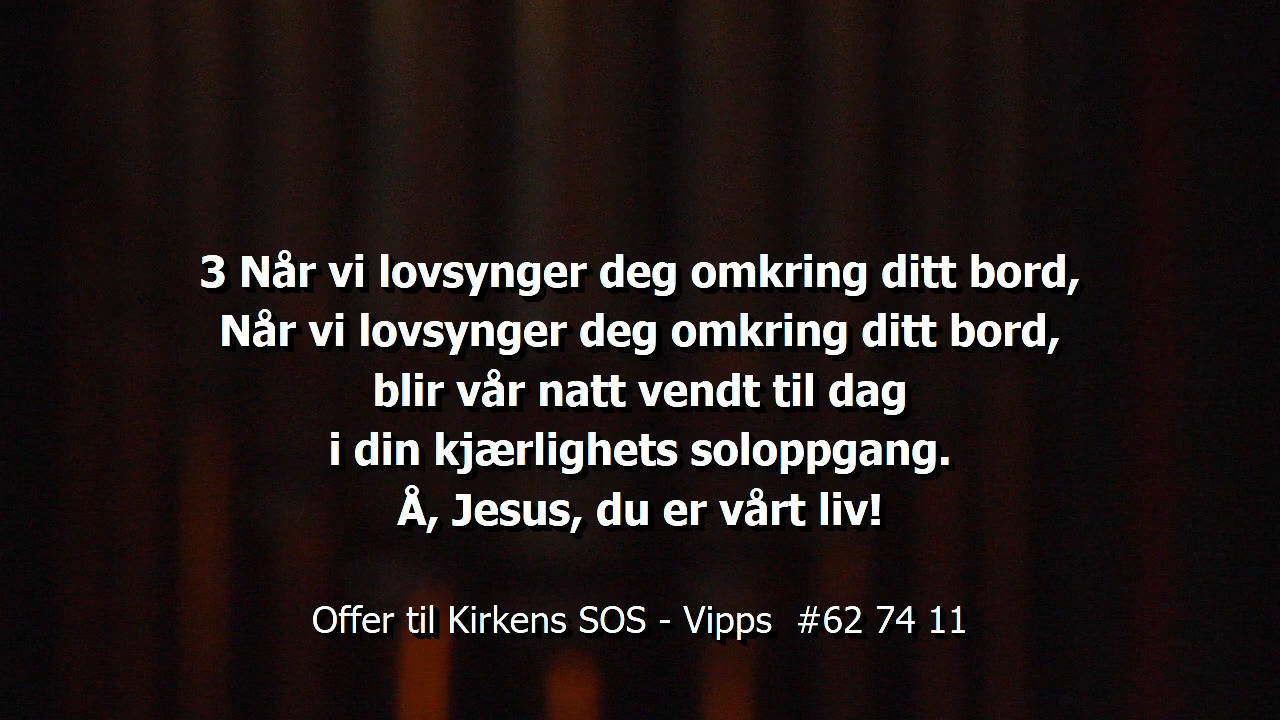 3 Når vi lovsynger deg omkring ditt bord,
Når vi lovsynger deg omkring ditt bord,
blir vår natt vendt til dag
i din kjærlighets soloppgang.
Å, Jesus, du er vårt liv!
Offer til Kirkens SOS - Vipps #62 74 11